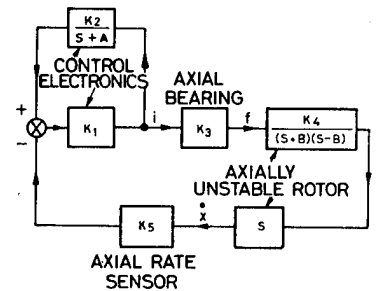 K2
S+A
CONTROL
ELECTRONICS
AXIAL
BEARING
+
−
K1
i
K3
f
K4
(S+B)(S-B)
AXIALLY
UNSTABLE ROTOR
K5
ẋ
S
AXIAL RATE
SENSOR